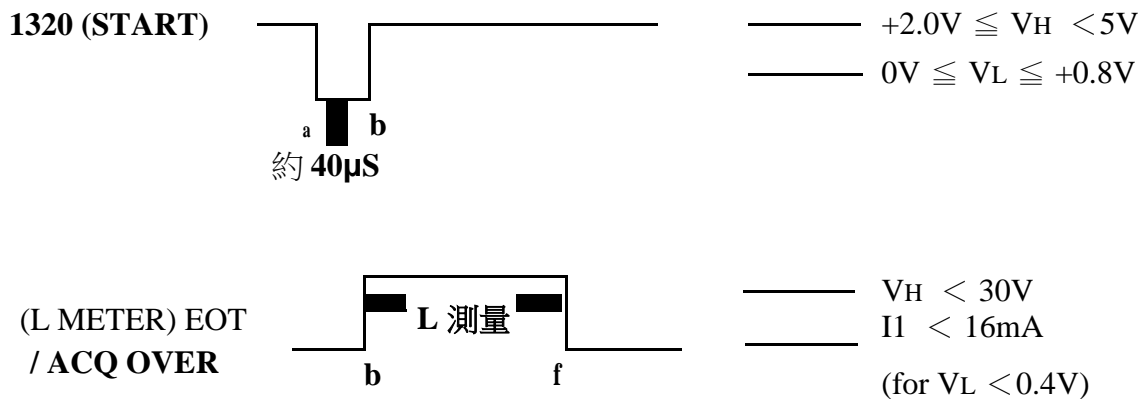 1320 (START)
+2.0V ≦ VH ＜5V
0V ≦ VL ≦ +0.8V
a b
約 40μS
(L METER) EOT
/ ACQ OVER
L 測量
b f
VH ＜ 30V
I1 ＜ 16mA
(for VL ＜0.4V)